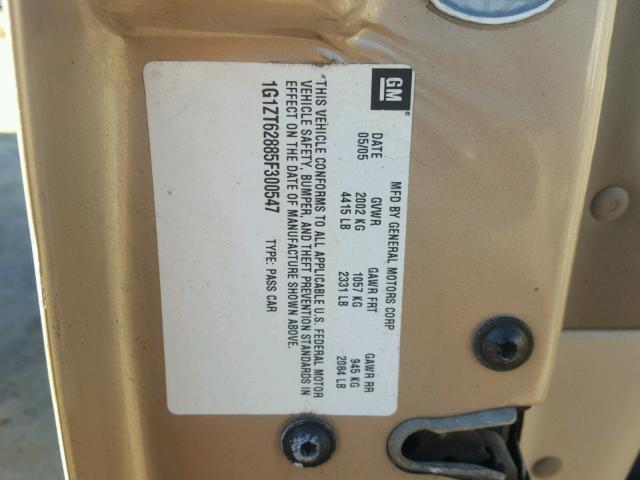 GM
MFD BY GENERAL MOTORS CORP
DATE GVWR GAWR FRT GAWR RR
05/05 2002 KG 1057 KG 945 KG
4415 LB 2331 LB 2084 LB
*THIS VEHICLE CONFORMS TO ALL APPLICABLE U.S. FEDERAL MOTOR
VEHICLE SAFETY, BUMPER, AND THEFT PREVENTION STANDARDS IN
EFFECT ON THE DATE OF MANUFACTURE SHOWN ABOVE.
1G1ZT62885F300547 TYPE: PASS CAR